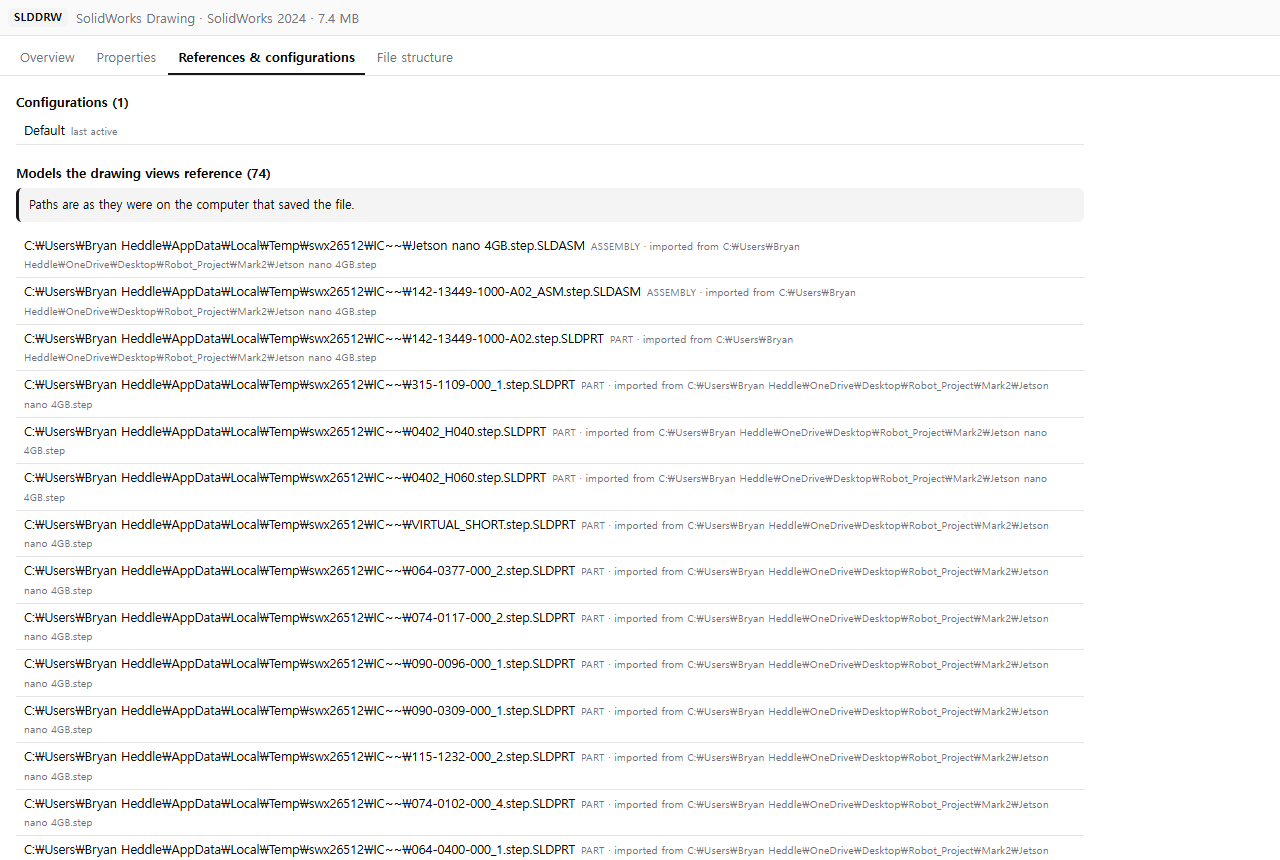 SLDDRW SolidWorks Drawing · SolidWorks 2024 · 7.4 MB
Overview Properties References & configurations File structure
Configurations (1)
Default last active
Models the drawing views reference (74)
Paths are as they were on the computer that saved the file.
C:₩Users₩Bryan Heddle₩AppData₩Local₩Temp₩swx26512₩IC~~₩Jetson nano 4GB.step.SLDASM ASSEMBLY · imported from C:₩Users₩Bryan
Heddle₩OneDrive₩Desktop₩Robot_Project₩Mark2₩Jetson nano 4GB.step
C:₩Users₩Bryan Heddle₩AppData₩Local₩Temp₩swx26512₩IC~~₩142-13449-1000-A02_ASM.step.SLDASM ASSEMBLY · imported from C:₩Users₩Bryan
Heddle₩OneDrive₩Desktop₩Robot_Project₩Mark2₩Jetson nano 4GB.step
C:₩Users₩Bryan Heddle₩AppData₩Local₩Temp₩swx26512₩IC~~₩142-13449-1000-A02.step.SLDPRT PART · imported from C:₩Users₩Bryan
Heddle₩OneDrive₩Desktop₩Robot_Project₩Mark2₩Jetson nano 4GB.step
C:₩Users₩Bryan Heddle₩AppData₩Local₩Temp₩swx26512₩IC~~₩315-1109-000_1.step.SLDPRT PART · imported from C:₩Users₩Bryan Heddle₩OneDrive₩Desktop₩Robot_Project₩Mark2₩Jetson
nano 4GB.step
C:₩Users₩Bryan Heddle₩AppData₩Local₩Temp₩swx26512₩IC~~₩0402_H040.step.SLDPRT PART · imported from C:₩Users₩Bryan Heddle₩OneDrive₩Desktop₩Robot_Project₩Mark2₩Jetson nano
4GB.step
C:₩Users₩Bryan Heddle₩AppData₩Local₩Temp₩swx26512₩IC~~₩0402_H060.step.SLDPRT PART · imported from C:₩Users₩Bryan Heddle₩OneDrive₩Desktop₩Robot_Project₩Mark2₩Jetson nano
4GB.step
C:₩Users₩Bryan Heddle₩AppData₩Local₩Temp₩swx26512₩IC~~₩VIRTUAL_SHORT.step.SLDPRT PART · imported from C:₩Users₩Bryan Heddle₩OneDrive₩Desktop₩Robot_Project₩Mark2₩Jetson
nano 4GB.step
C:₩Users₩Bryan Heddle₩AppData₩Local₩Temp₩swx26512₩IC~~₩064-0377-000_2.step.SLDPRT PART · imported from C:₩Users₩Bryan Heddle₩OneDrive₩Desktop₩Robot_Project₩Mark2₩Jetson
nano 4GB.step
C:₩Users₩Bryan Heddle₩AppData₩Local₩Temp₩swx26512₩IC~~₩074-0117-000_2.step.SLDPRT PART · imported from C:₩Users₩Bryan Heddle₩OneDrive₩Desktop₩Robot_Project₩Mark2₩Jetson
nano 4GB.step
C:₩Users₩Bryan Heddle₩AppData₩Local₩Temp₩swx26512₩IC~~₩090-0096-000_1.step.SLDPRT PART · imported from C:₩Users₩Bryan Heddle₩OneDrive₩Desktop₩Robot_Project₩Mark2₩Jetson
nano 4GB.step
C:₩Users₩Bryan Heddle₩AppData₩Local₩Temp₩swx26512₩IC~~₩090-0309-000_1.step.SLDPRT PART · imported from C:₩Users₩Bryan Heddle₩OneDrive₩Desktop₩Robot_Project₩Mark2₩Jetson
nano 4GB.step
C:₩Users₩Bryan Heddle₩AppData₩Local₩Temp₩swx26512₩IC~~₩115-1232-000_2.step.SLDPRT PART · imported from C:₩Users₩Bryan Heddle₩OneDrive₩Desktop₩Robot_Project₩Mark2₩Jetson
nano 4GB.step
C:₩Users₩Bryan Heddle₩AppData₩Local₩Temp₩swx26512₩IC~~₩074-0102-000_4.step.SLDPRT PART · imported from C:₩Users₩Bryan Heddle₩OneDrive₩Desktop₩Robot_Project₩Mark2₩Jetson
nano 4GB.step
C:₩Users₩Bryan Heddle₩AppData₩Local₩Temp₩swx26512₩IC~~₩064-0400-000_1.step.SLDPRT PART · imported from C:₩Users₩Bryan Heddle₩OneDrive₩Desktop₩Robot_Project₩Mark2₩Jetson